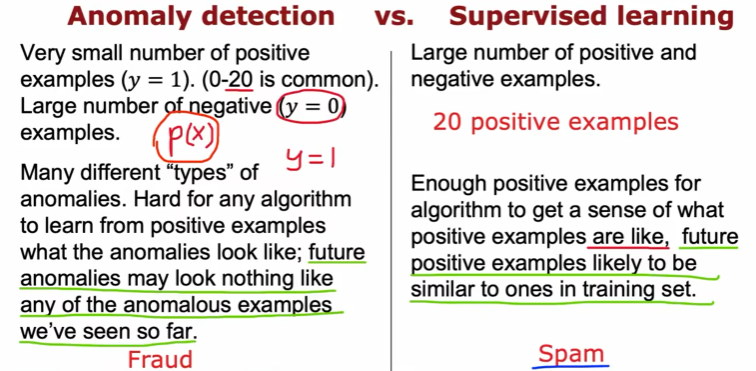 Anomaly detection vs. Supervised learning
Very small number of positive
examples (y = 1). (0-20 is common).
Large number of negative (y = 0)
examples.
p(x)
y=1
Many different “types” of
anomalies. Hard for any algorithm
to learn from positive examples
what the anomalies look like; future
anomalies may look nothing like
any of the anomalous examples
we’ve seen so far.
Fraud
Large number of positive and
negative examples.
20 positive examples
Enough positive examples for
algorithm to get a sense of what
positive examples are like, future
positive examples likely to be
similar to ones in training set.
Spam